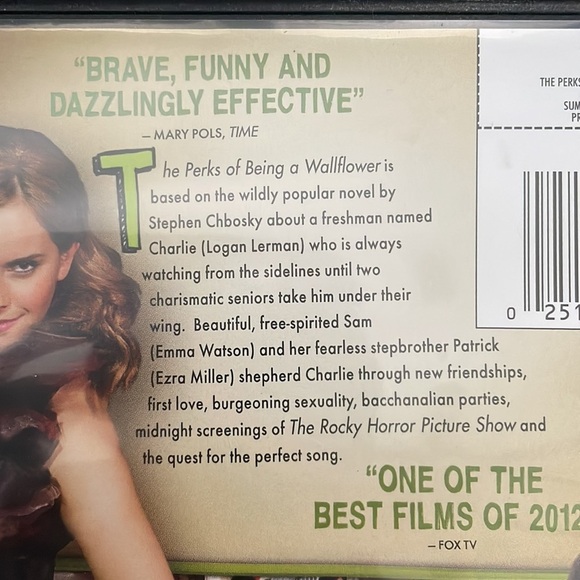 "BRAVE, FUNNY AND
DAZZLINGLY EFFECTIVE"
– MARY POLS, TIME
The Perks of Being a Wallflower is
based on the wildly popular novel by
Stephen Chbosky about a freshman named
Charlie (Logan Lerman) who is always
watching from the sidelines until two
charismatic seniors take him under their
wing. Beautiful, free-spirited Sam
(Emma Watson) and her fearless stepbrother Patrick
(Ezra Miller) shepherd Charlie through new friendships,
first love, burgeoning sexuality, bacchanalian parties,
midnight screenings of The Rocky Horror Picture Show and
the quest for the perfect song.
"ONE OF THE
BEST FILMS OF 2012
– FOX TV
THE PERKS
SUM
PR
0 251